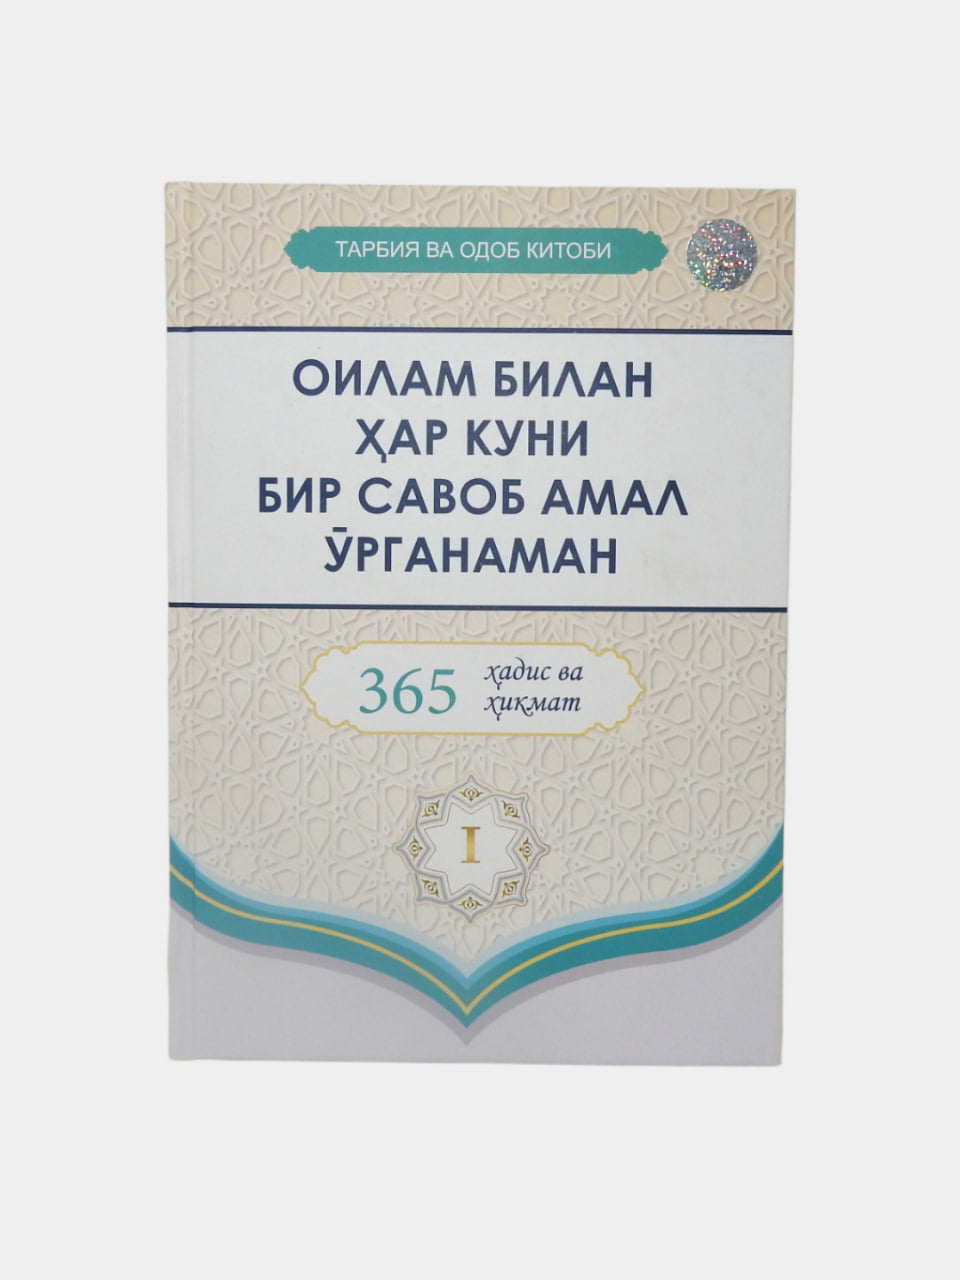 ТАРБИЯ ВА ОДОБ КИТОБИ
ОИЛАМ БИЛАН
ҲАР КУНИ
БИР САВОБ АМАЛ
ЎРГАНАМАН
365 ҳадис ва
ҳикмат
I